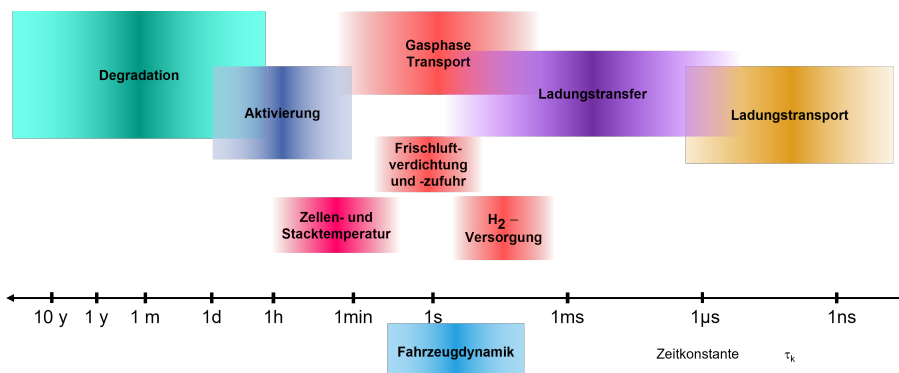 Gasphase
Transport
Degradation
Ladungstransfer
Aktivierung
Ladungstransport
Frischluft-
verdichtung
und -zufuhr
Zellen- und
Stacktemperatur
H2 –
Versorgung
10 y 1 y 1 m 1d 1h 1min 1s 1ms 1µs 1ns
Fahrzeugdynamik
Zeitkonstante τk